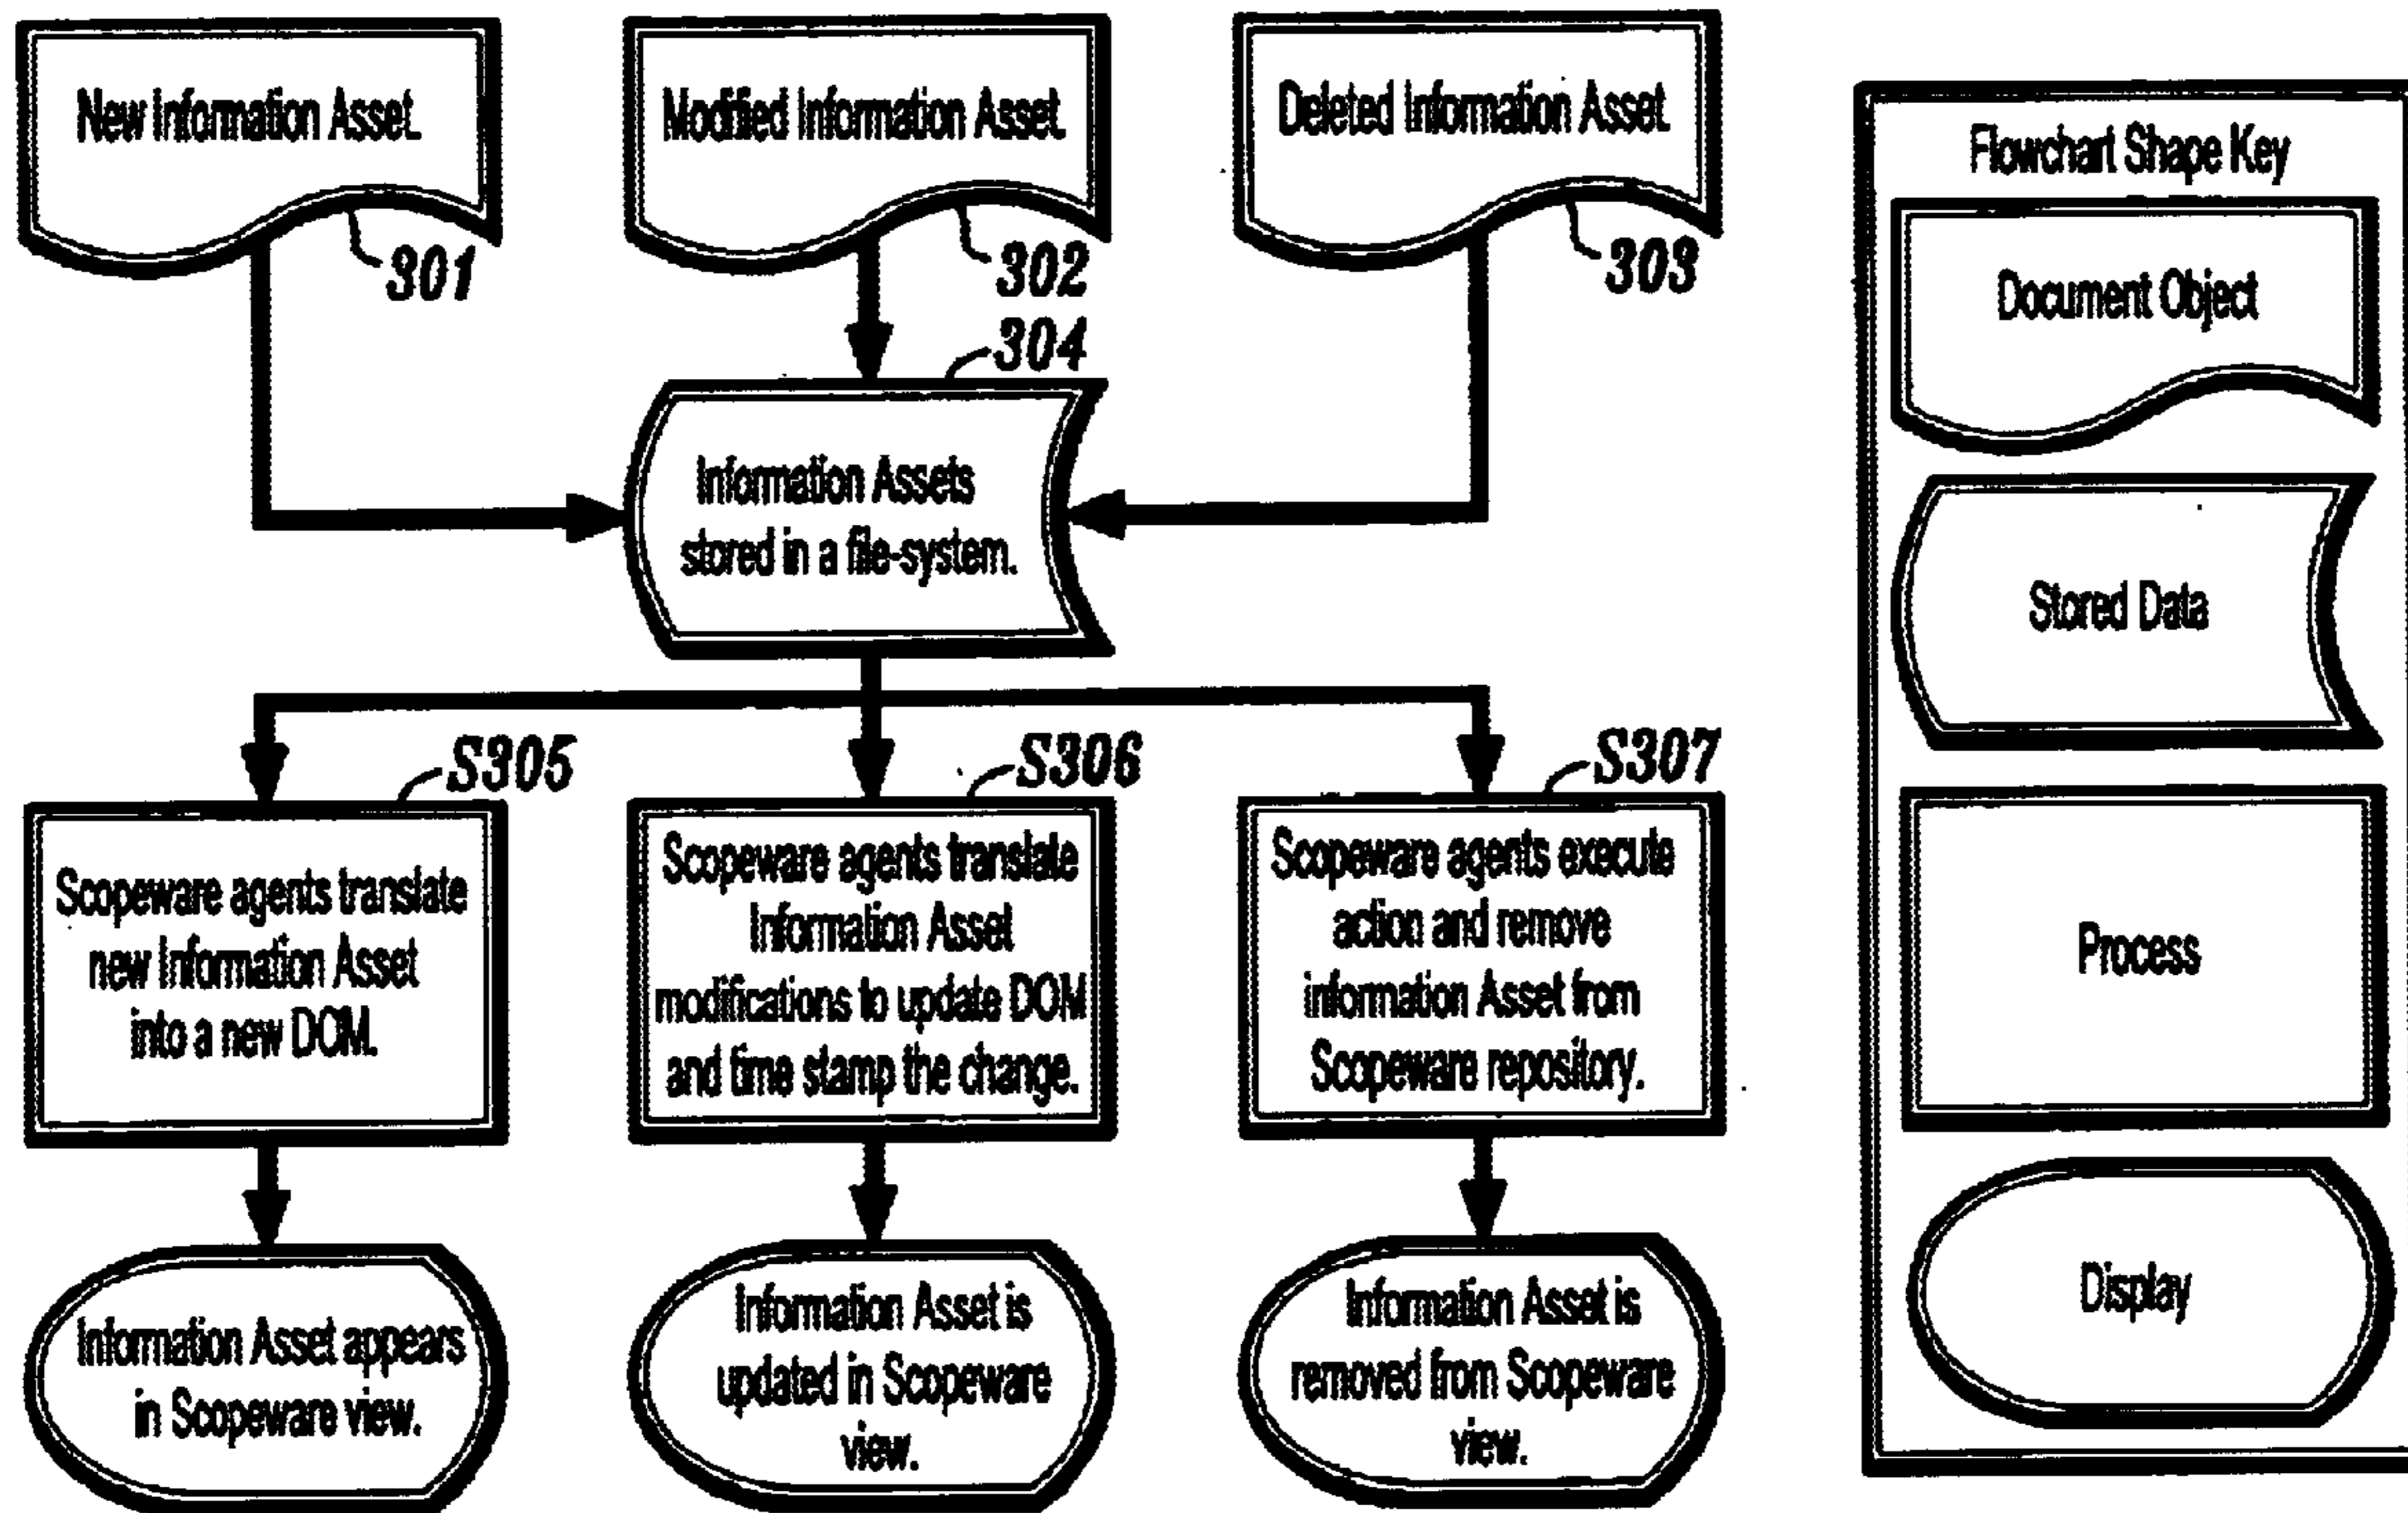 New Information Asset.
301
Modified Information Asset.
302
Deleted Information Asset.
303
304
Information Assets
stored in a file-system.
S305
Scopeware agents translate
new Information Asset
into a new DOM.
S306
Scopeware agents translate
Information Asset
modifications to update DOM
and time stamp the change.
S307
Scopeware agents execute
action and remove
information Asset from
Scopeware repository.
Information Asset appears
in Scopeware view.
Information Asset is
updated in Scopeware
view.
Information Asset is
removed from Scopeware
view.
Flowchart Shape Key
Document Object
Stored Data
Process
Display